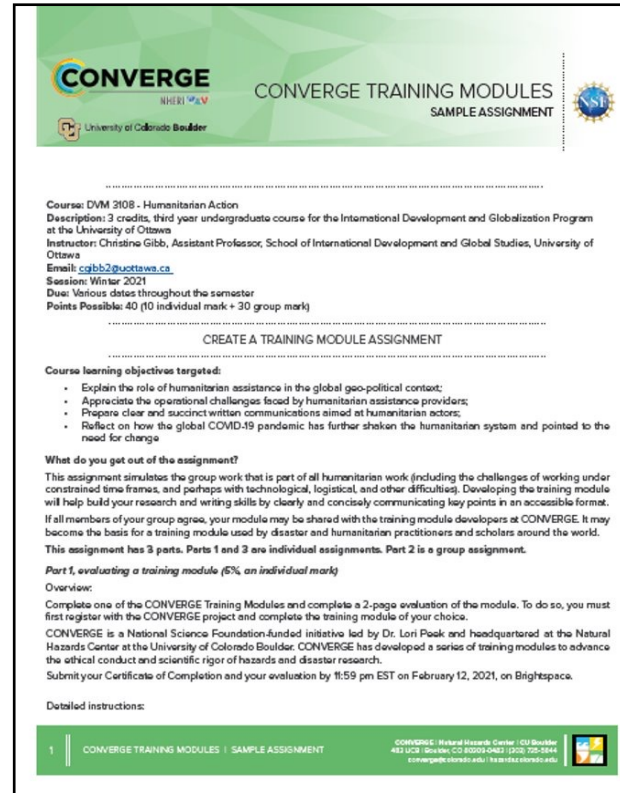 CONVERGE
NHERI
University of Colorado Boulder
CONVERGE TRAINING MODULES
SAMPLE ASSIGNMENT
NSF
Course: DVM 3108 - Humanitarian Action
Description: 3 credits, third year undergraduate course for the International Development and Globalization Program
at the University of Ottawa
Instructor: Christine Gibb, Assistant Professor, School of International Development and Global Studies, University of
Ottawa
Email: cgibb2@uottawa.ca
Session: Winter 2021
Due: Various dates throughout the semester
Points Possible: 40 (10 individual mark + 30 group mark)
CREATE A TRAINING MODULE ASSIGNMENT
Course learning objectives targeted:
• Explain the role of humanitarian assistance in the global geo-political context;
• Appreciate the operational challenges faced by humanitarian assistance providers;
• Prepare clear and succinct written communications aimed at humanitarian actors;
• Reflect on how the global COVID-19 pandemic has further shaken the humanitarian system and pointed to the
need for change
What do you get out of the assignment?
This assignment simulates the group work that is part of all humanitarian work (including the challenges of working under
constrained time frames, and perhaps with technological, logistical, and other difficulties). Developing the training module
will help build your research and writing skills by clearly and concisely communicating key points in an accessible format.
If all members of your group agree, your module may be shared with the training module developers at CONVERGE. It may
become the basis for a training module used by disaster and humanitarian practitioners and scholars around the world.
This assignment has 3 parts. Parts 1 and 3 are individual assignments. Part 2 is a group assignment.
Part 1, evaluating a training module (5%, an individual mark)
Overview:
Complete one of the CONVERGE Training Modules and complete a 2-page evaluation of the module. To do so, you must
first register with the CONVERGE project and complete the training module of your choice.
CONVERGE is a National Science Foundation-funded initiative led by Dr. Lori Peek and headquartered at the Natural
Hazards Center at the University of Colorado Boulder. CONVERGE has developed a series of training modules to advance
the ethical conduct and scientific rigor of hazards and disaster research.
Submit your Certificate of Completion and your evaluation by 11:59 pm EST on February 12, 2021, on Brightspace.
Detailed instructions:
1 CONVERGE TRAINING MODULES | SAMPLE ASSIGNMENT
CONVERGE | Natural Hazards Center | CU Boulder
483 UCB | Boulder, CO 80309-0483 | (303) 735-5844
converge@colorado.edu | hazards.colorado.edu